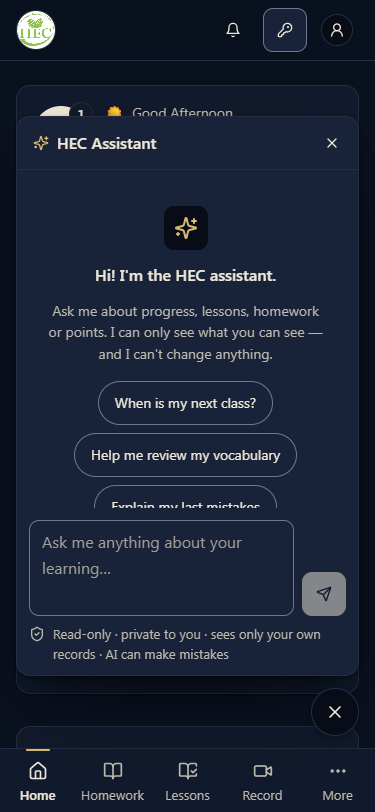 HEC
1
Good Afternoon
HEC Assistant
Hi! I'm the HEC assistant.
Ask me about progress, lessons, homework
or points. I can only see what you can see —
and I can't change anything.
When is my next class?
Help me review my vocabulary
Explain my last mistakes
Ask me anything about your
learning...
Read-only · private to you · sees only your own
records · AI can make mistakes
Home
Homework
Lessons
Record
More